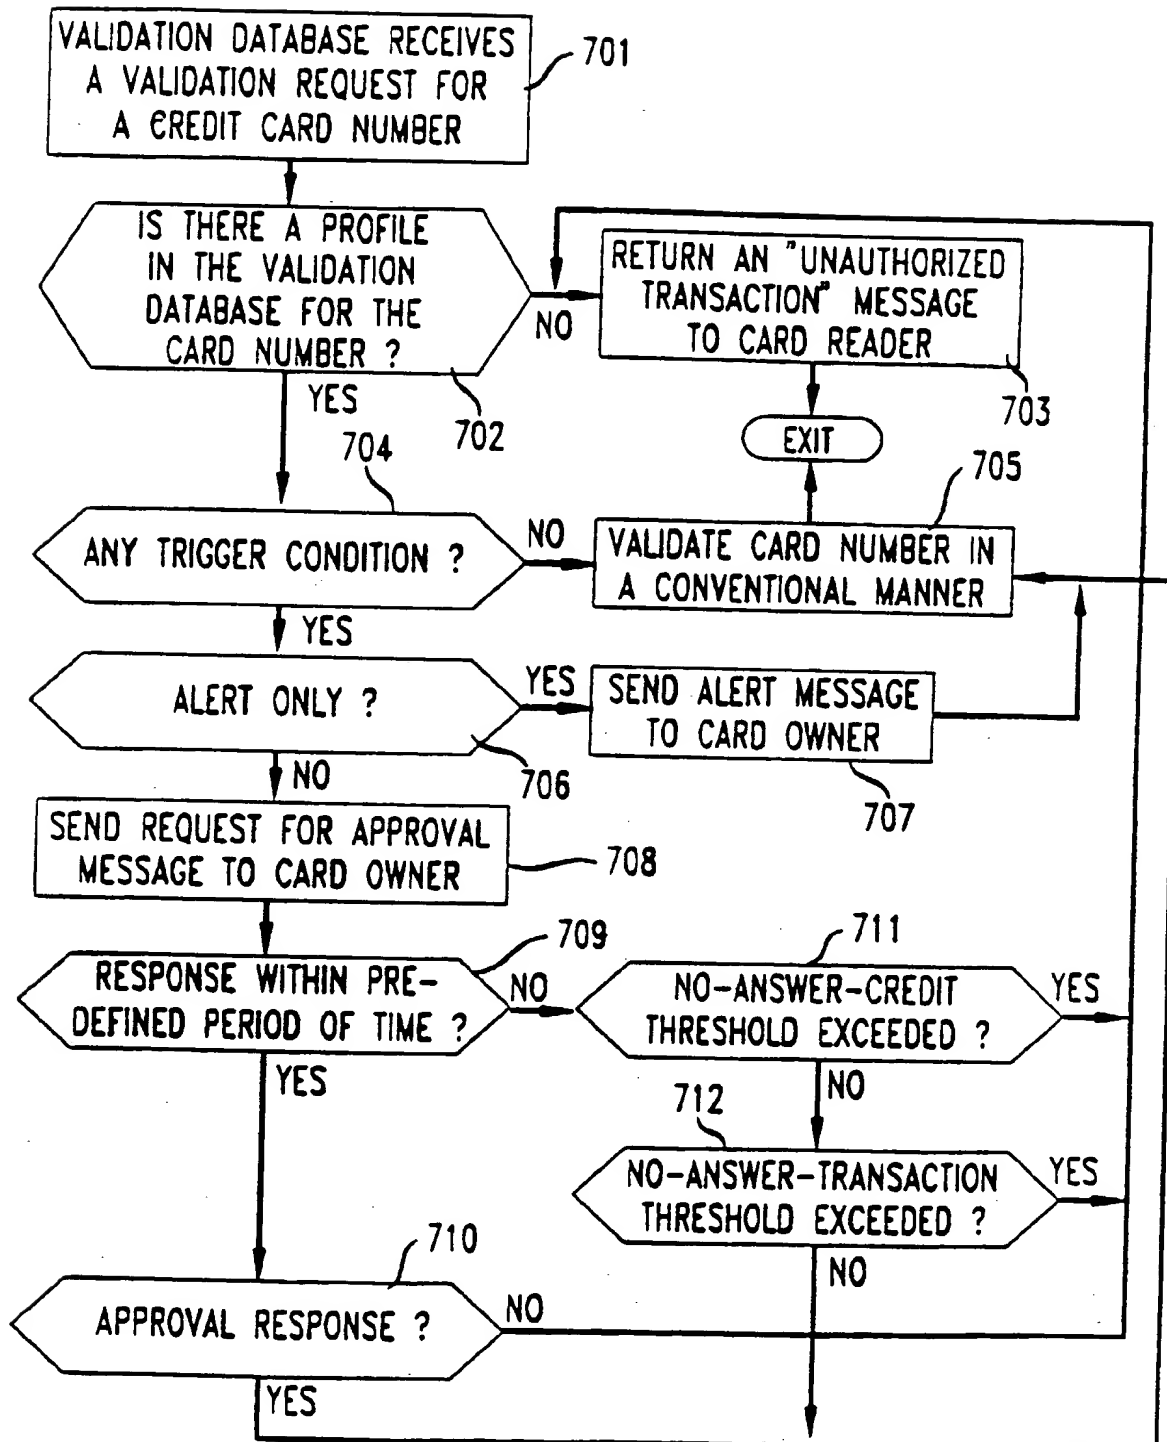 VALIDATION DATABASE RECEIVES
A VALIDATION REQUEST FOR
A CREDIT CARD NUMBER
701
IS THERE A PROFILE
IN THE VALIDATION
DATABASE FOR THE
CARD NUMBER ?
702
NO
YES
RETURN AN "UNAUTHORIZED
TRANSACTION" MESSAGE
TO CARD READER
703
EXIT
704
ANY TRIGGER CONDITION ?
NO
YES
705
VALIDATE CARD NUMBER IN
A CONVENTIONAL MANNER
ALERT ONLY ?
706
YES
NO
SEND ALERT MESSAGE
TO CARD OWNER
707
SEND REQUEST FOR APPROVAL
MESSAGE TO CARD OWNER
708
709
RESPONSE WITHIN PRE-
DEFINED PERIOD OF TIME ?
NO
YES
711
NO-ANSWER-CREDIT
THRESHOLD EXCEEDED ?
YES
NO
712
NO-ANSWER-TRANSACTION
THRESHOLD EXCEEDED ?
YES
NO
710
APPROVAL RESPONSE ?
NO
YES